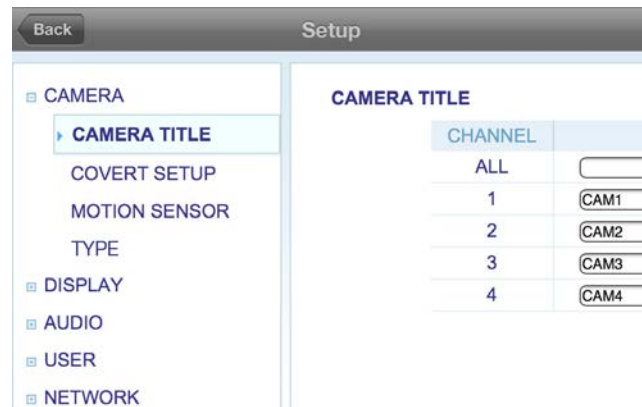 Back
Setup
CAMERA
CAMERA TITLE
COVERT SETUP
MOTION SENSOR
TYPE
DISPLAY
AUDIO
USER
NETWORK
CAMERA TITLE
CHANNEL
ALL
1 CAM1
2 CAM2
3 CAM3
4 CAM4